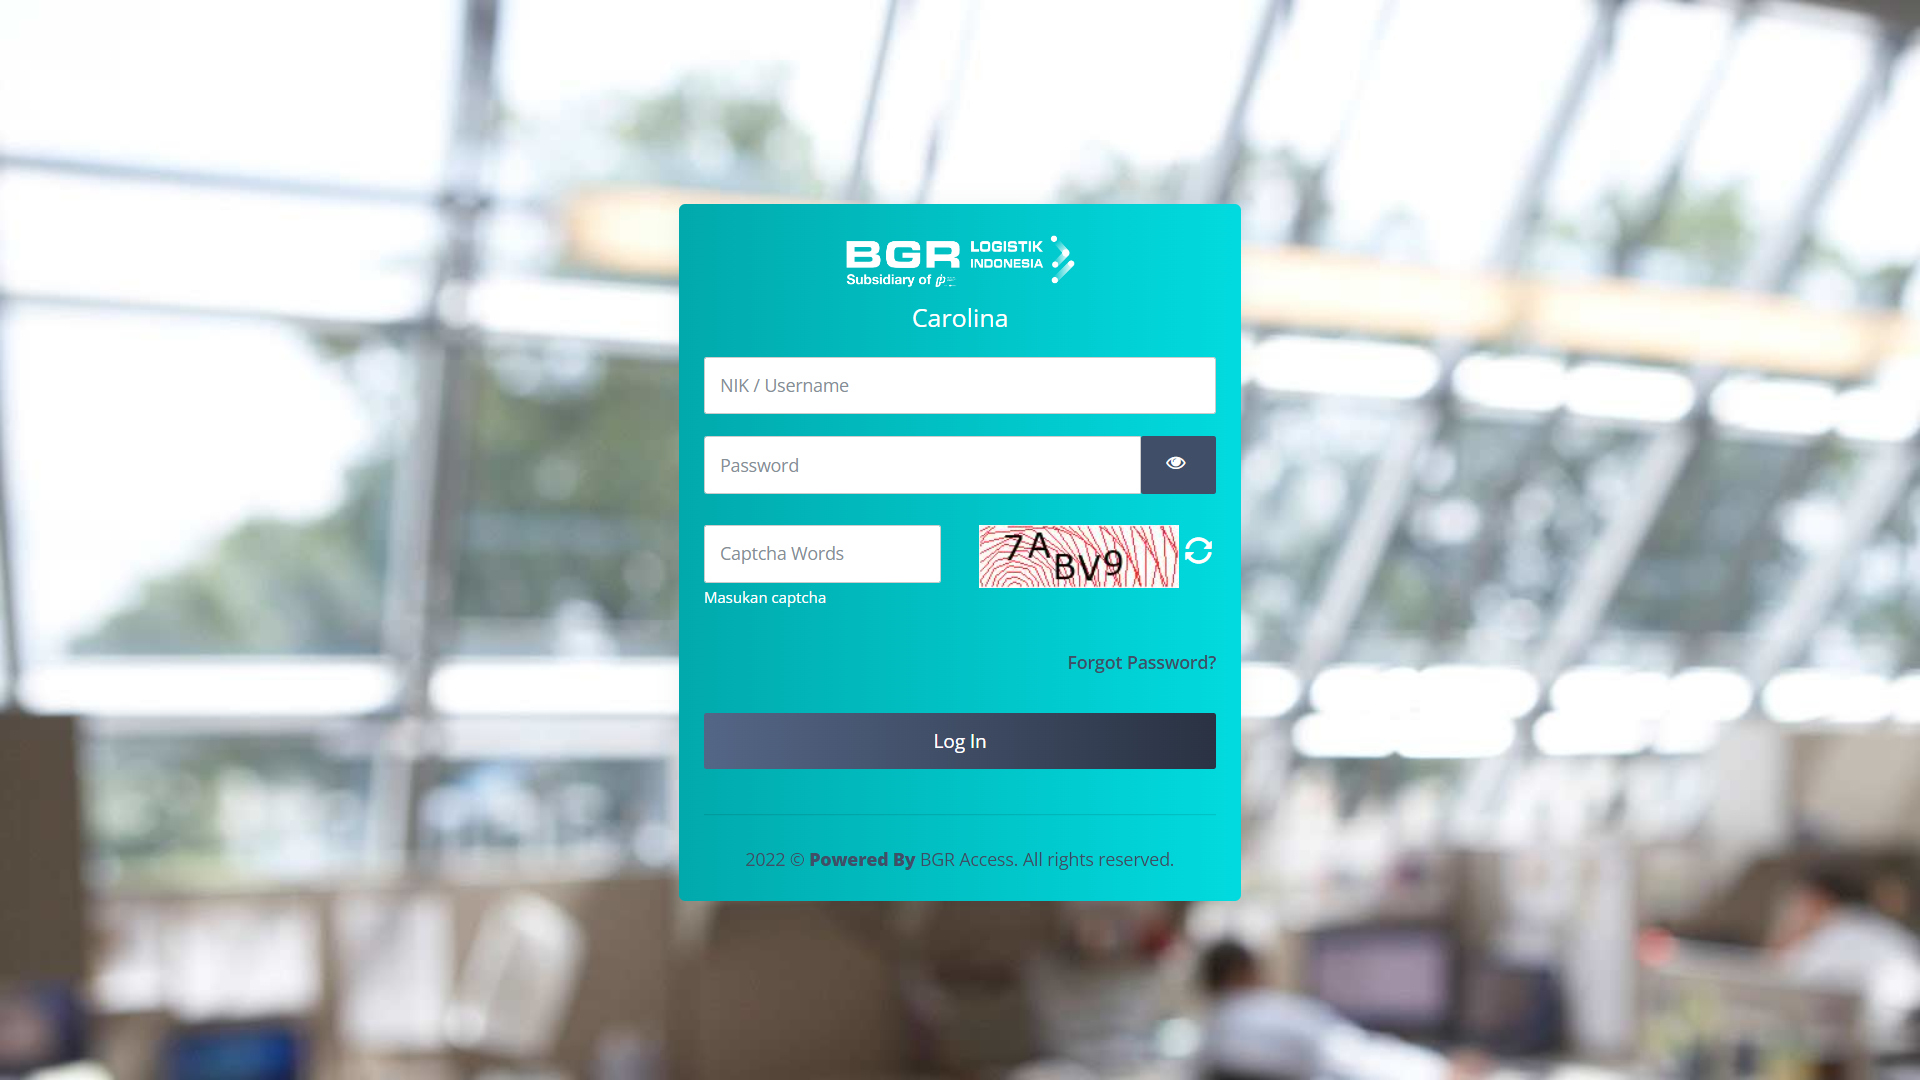 BGR LOGISTIK INDONESIA
Subsidiary of
Carolina
NIK / Username
Password
Captcha Words
7ABV9
Masukan captcha
Forgot Password?
Log In
2022 © Powered By BGR Access. All rights reserved.